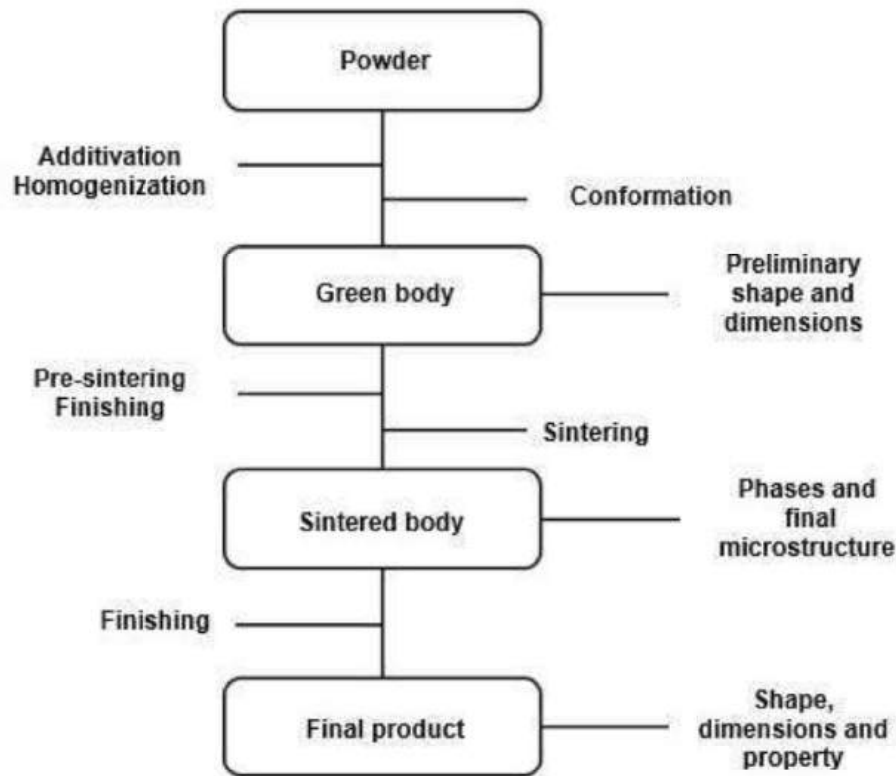 Powder
Additivation
Homogenization
Conformation
Green body
Preliminary
shape and
dimensions
Pre-sintering
Finishing
Sintering
Sintered body
Phases and
final
microstructure
Finishing
Final product
Shape,
dimensions and
property